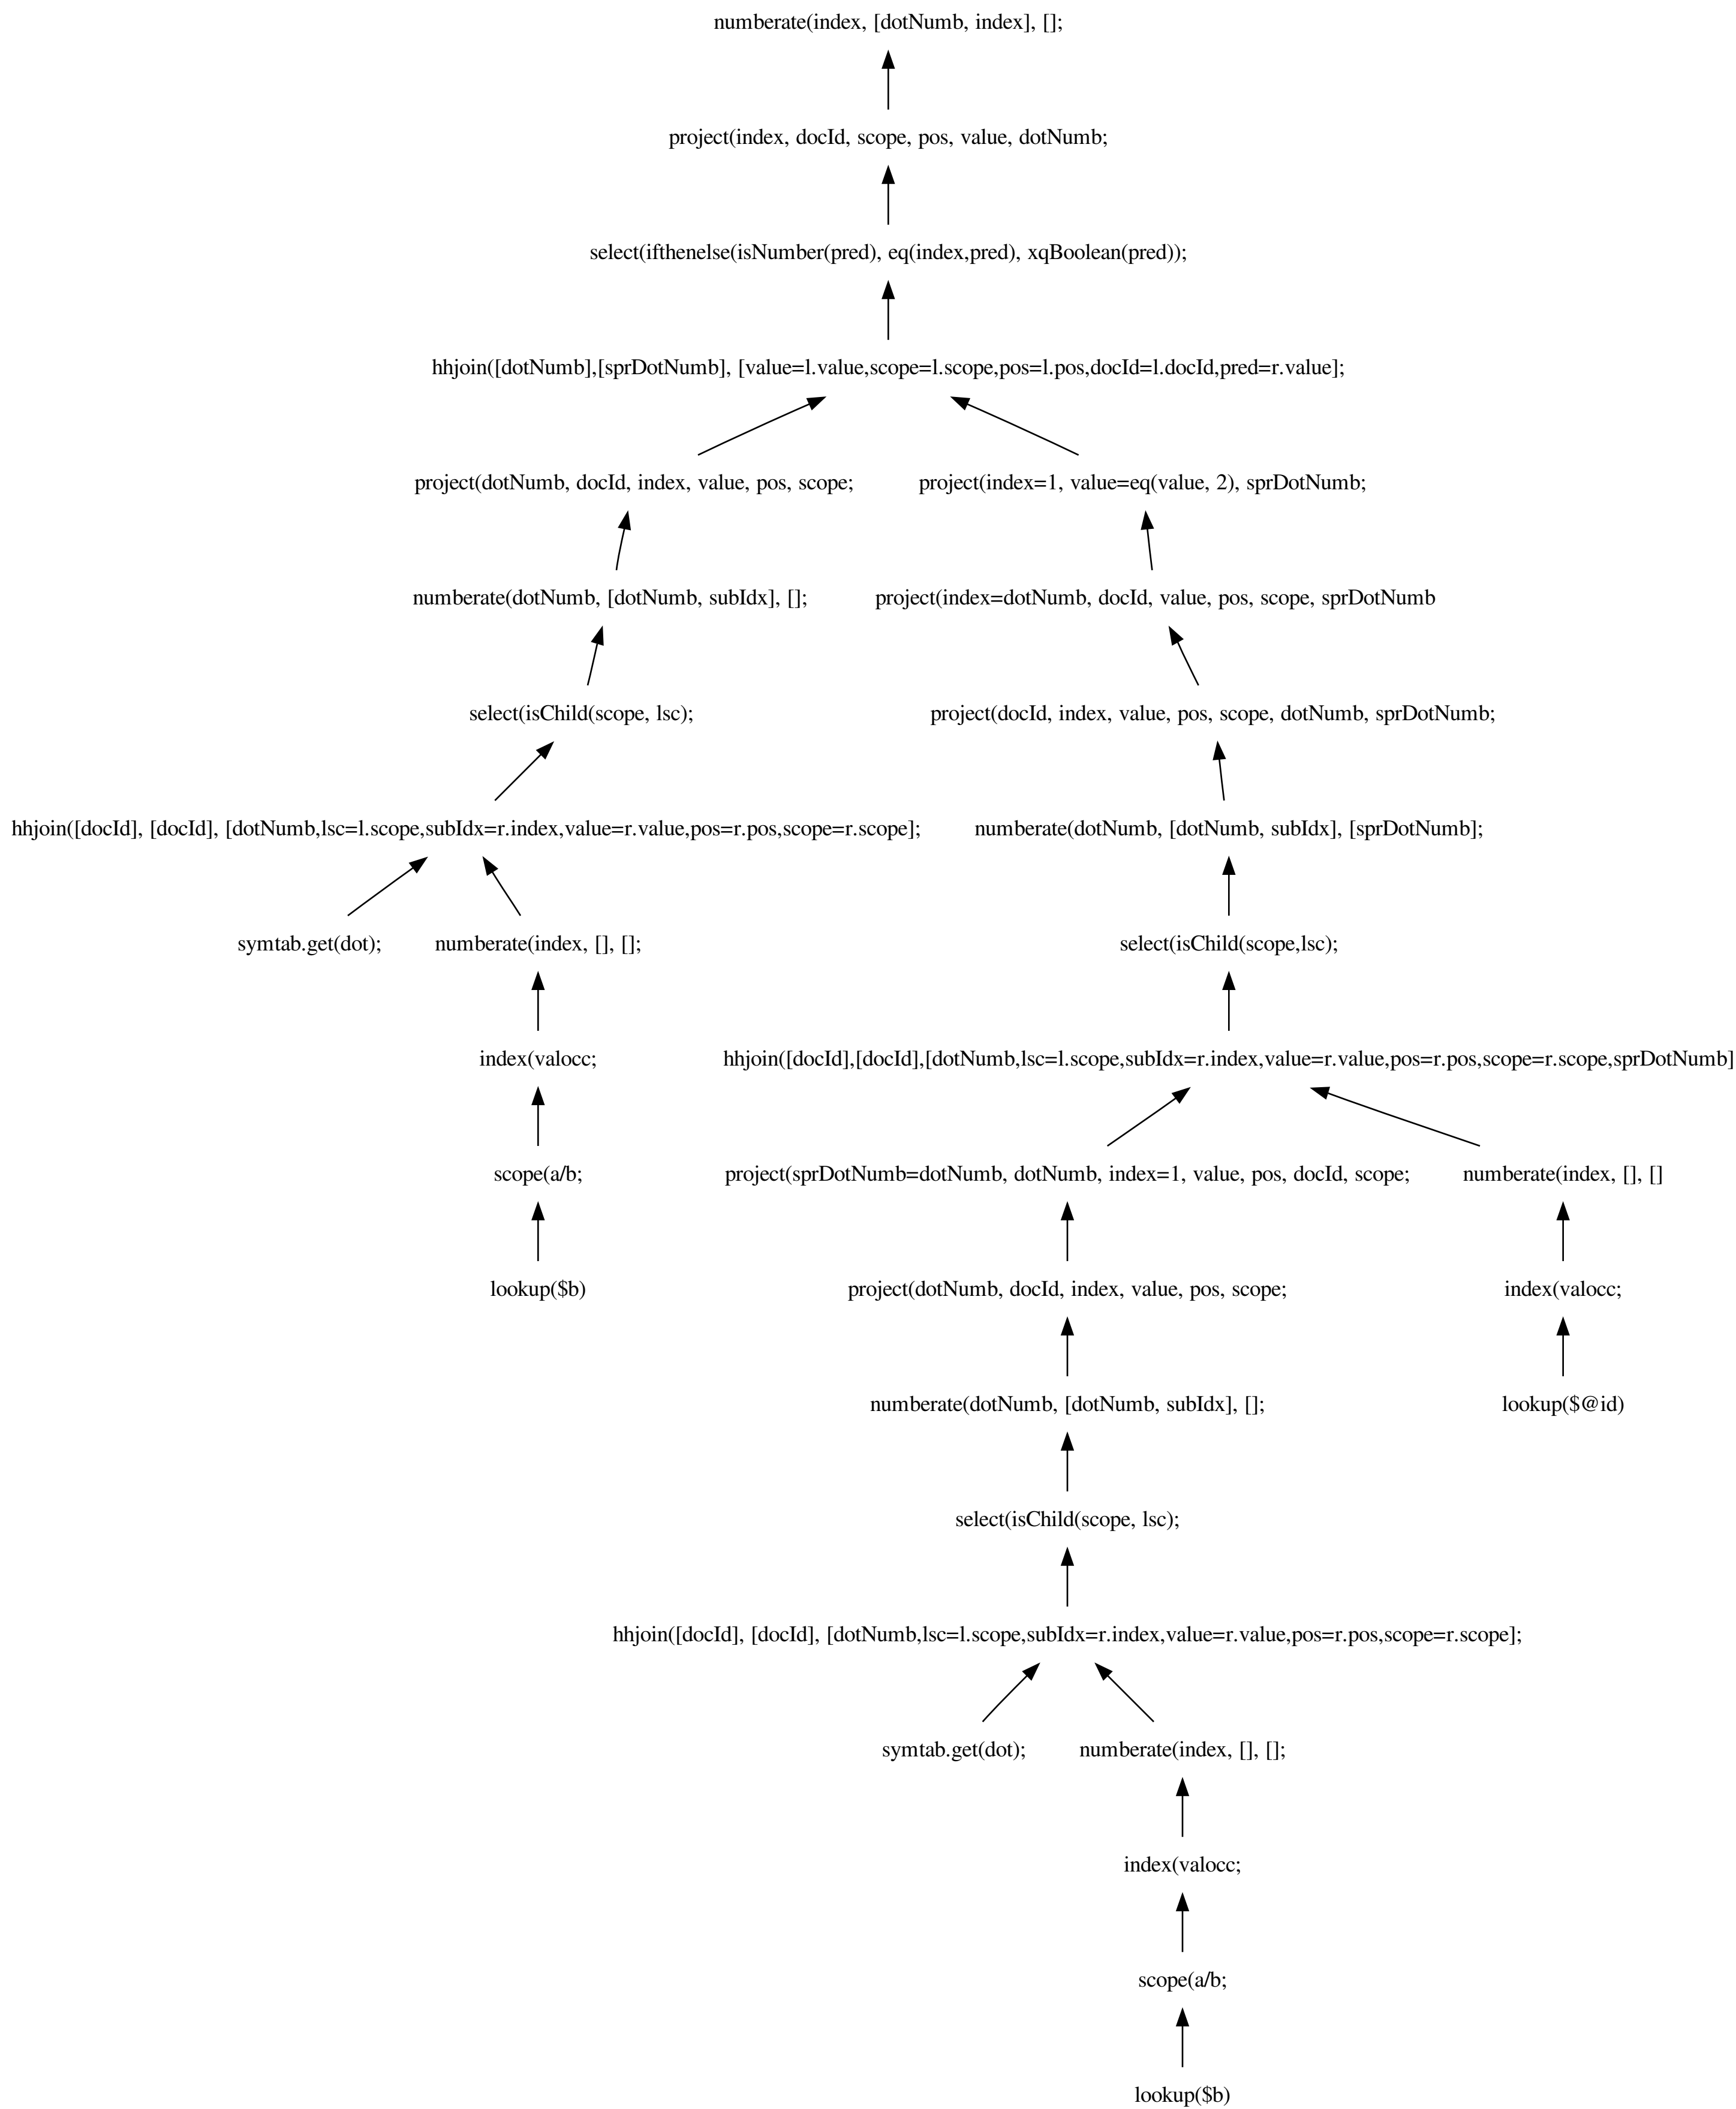 numberate(index, [dotNumb, index], [];
project(index, docId, scope, pos, value, dotNumb;
select(ifthenelse(isNumber(pred), eq(index,pred), xqBoolean(pred));
hhjoin([dotNumb],[sprDotNumb], [value=l.value,scope=l.scope,pos=l.pos,docId=l.docId,pred=r.value];
project(dotNumb, docId, index, value, pos, scope;
project(index=1, value=eq(value, 2), sprDotNumb;
numberate(dotNumb, [dotNumb, subIdx], [];
project(index=dotNumb, docId, value, pos, scope, sprDotNumb
select(isChild(scope, lsc);
project(docId, index, value, pos, scope, dotNumb, sprDotNumb;
hhjoin([docId], [docId], [dotNumb,lsc=l.scope,subIdx=r.index,value=r.value,pos=r.pos,scope=r.scope];
numberate(dotNumb, [dotNumb, subIdx], [sprDotNumb];
symtab.get(dot);
numberate(index, [], [];
select(isChild(scope,lsc);
index(valocc;
hhjoin([docId],[docId],[dotNumb,lsc=l.scope,subIdx=r.index,value=r.value,pos=r.pos,scope=r.scope,sprDotNumb]
scope(a/b;
project(sprDotNumb=dotNumb, dotNumb, index=1, value, pos, docId, scope;
numberate(index, [], []
lookup($b)
project(dotNumb, docId, index, value, pos, scope;
index(valocc;
numberate(dotNumb, [dotNumb, subIdx], [];
lookup($@id)
select(isChild(scope, lsc);
hhjoin([docId], [docId], [dotNumb,lsc=l.scope,subIdx=r.index,value=r.value,pos=r.pos,scope=r.scope];
symtab.get(dot);
numberate(index, [], [];
index(valocc;
scope(a/b;
lookup($b)